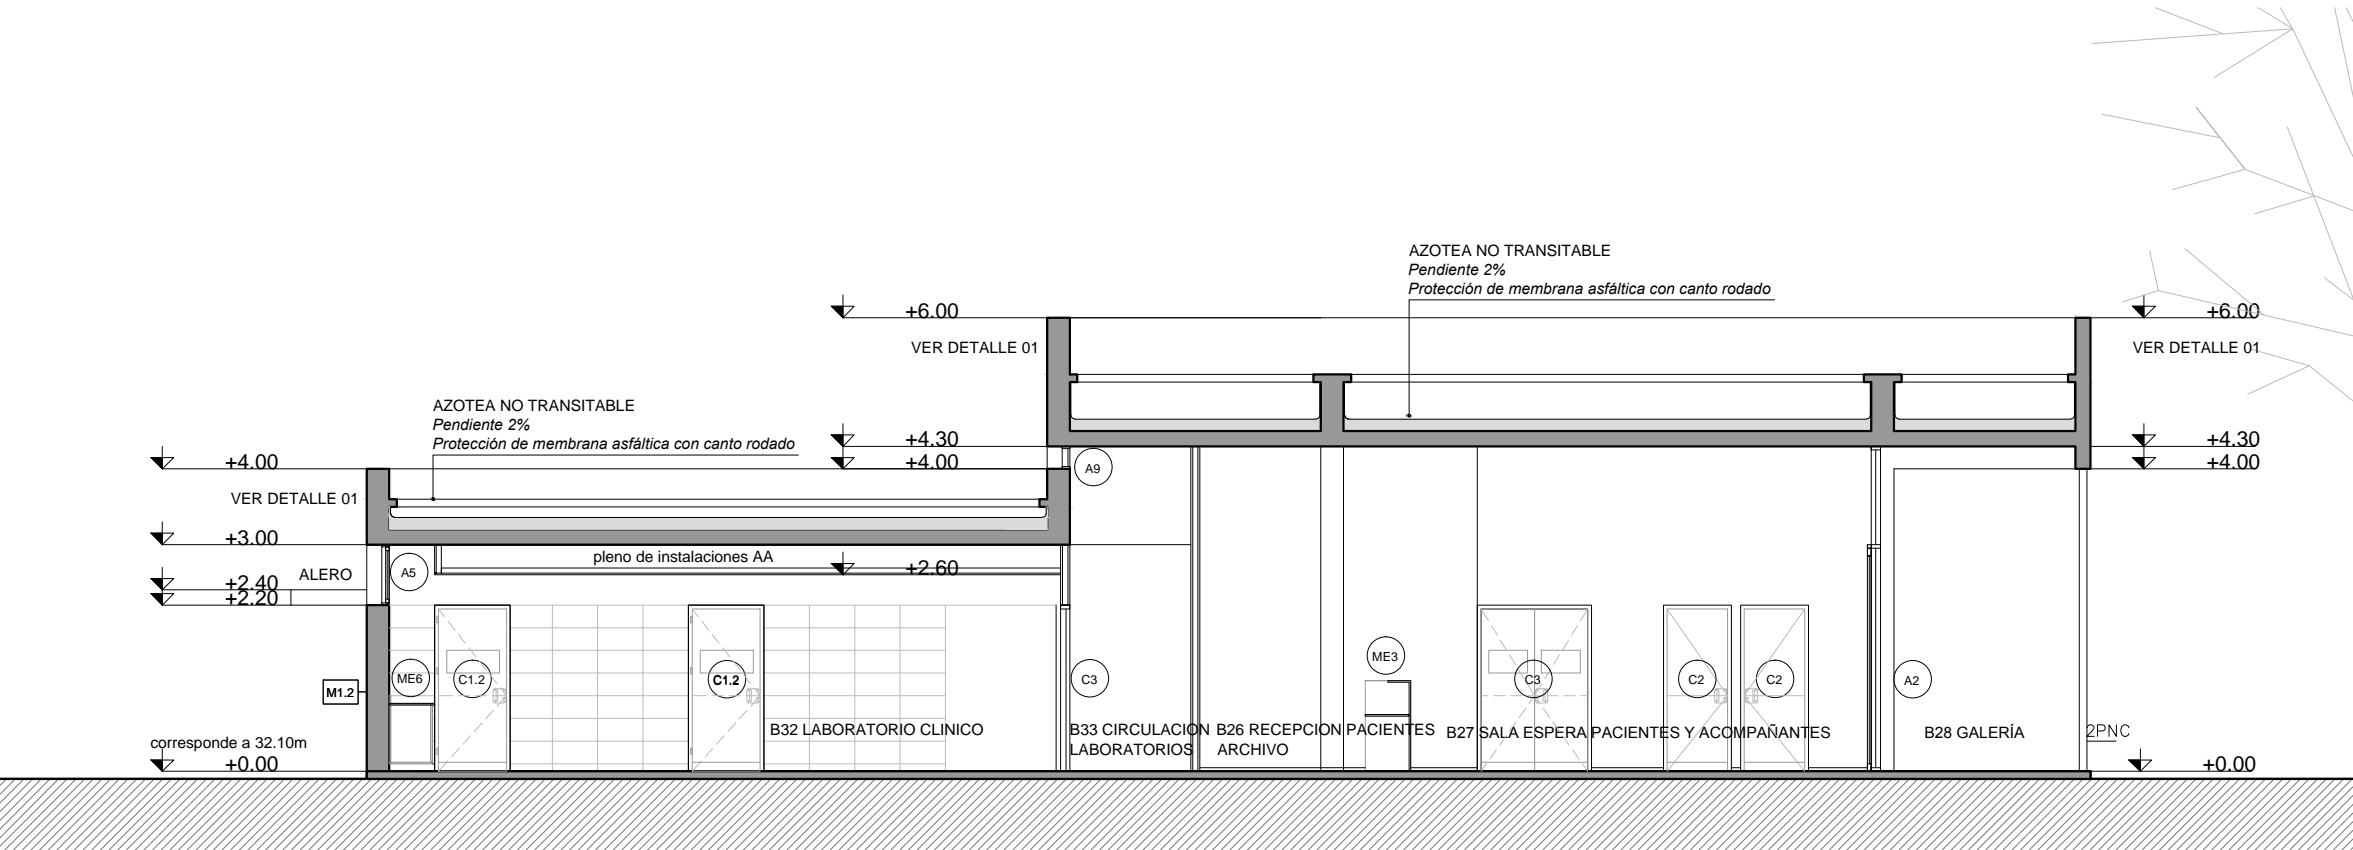 AZOTEA NO TRANSITABLE
Pendiente 2%
Protección de membrana asfáltica con canto rodado
+6.00
+6.00
VER DETALLE 01
VER DETALLE 01
AZOTEA NO TRANSITABLE
Pendiente 2%
Protección de membrana asfáltica con canto rodado
+4.30
+4.30
+4.00
+4.00
+4.00
A9
VER DETALLE 01
+3.00
pleno de instalaciones AA
+2.60
ALERO
A5
+2.40
+2.20
ME6
C1.2
C1.2
C3
ME3
C3
C2
C2
A2
M1.2
B32 LABORATORIO CLINICO
B33 CIRCULACION
LABORATORIOS
B26 RECEPCION PACIENTES
ARCHIVO
B27 SALA ESPERA PACIENTES Y ACOMPAÑANTES
B28 GALERÍA
2PNC
corresponde a 32.10m
+0.00
+0.00